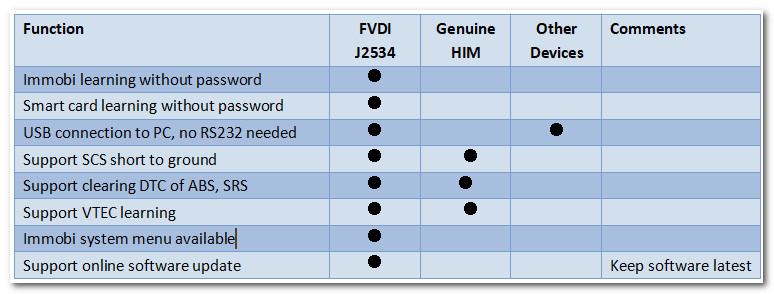 Function FVDI J2534 Genuine HIM Other Devices Comments
Immobi learning without password ●
Smart card learning without password ●
USB connection to PC, no RS232 needed ● ●
Support SCS short to ground ● ●
Support clearing DTC of ABS, SRS ● ●
Support VTEC learning ● ●
Immobi system menu available ●
Support online software update ● Keep software latest